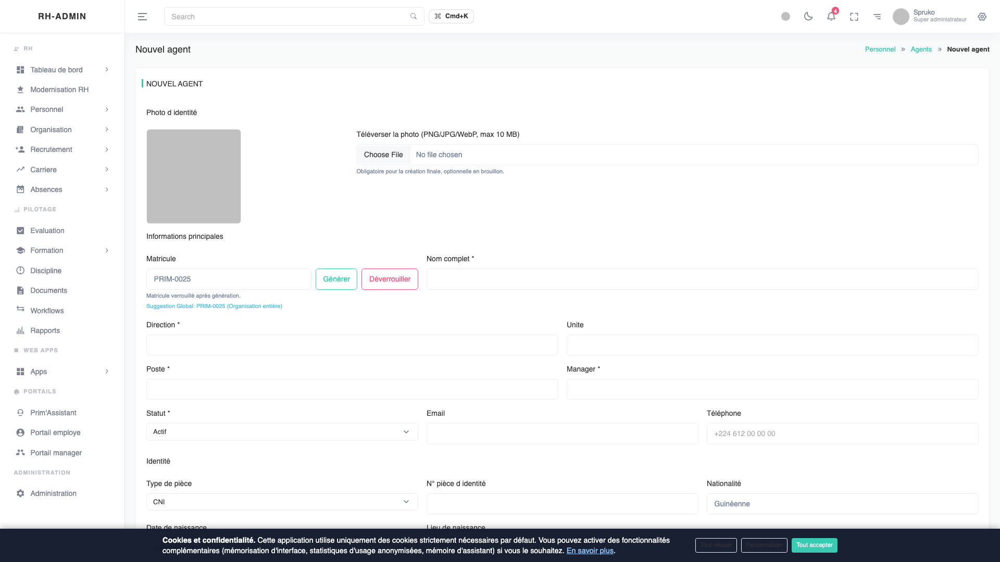 RH-ADMIN
Search
⌘ Cmd+K
4
Spruko
Super administrateur
RH
Tableau de bord
Modernisation RH
Personnel
Organisation
Recrutement
Carriere
Absences
PILOTAGE
Evaluation
Formation
Discipline
Documents
Workflows
Rapports
WEB APPS
Apps
PORTAILS
Prim'Assistant
Portail employe
Portail manager
ADMINISTRATION
Administration
Nouvel agent
Personnel » Agents » Nouvel agent
NOUVEL AGENT
Photo d identité
Téléverser la photo (PNG/JPG/WebP, max 10 MB)
Choose File No file chosen
Obligatoire pour la création finale, optionnelle en brouillon.
Informations principales
Matricule
Nom complet *
PRIM-0025
Générer
Déverrouiller
Matricule verrouillé après génération.
Suggestion Global: PRIM-0025 (Organisation entière)
Direction *
Unite
Poste *
Manager *
Statut *
Email
Téléphone
Actif
+224 612 00 00 00
Identité
Type de pièce
N° pièce d identité
Nationalité
CNI
Guinéenne
Date de naissance
Lieu de naissance
Cookies et confidentialité. Cette application utilise uniquement des cookies strictement nécessaires par défaut. Vous pouvez activer des fonctionnalités
complémentaires (mémorisation d'interface, statistiques d'usage anonymisées, mémoire d'assistant) si vous le souhaitez. En savoir plus.
Tout refuser
Personnaliser
Tout accepter